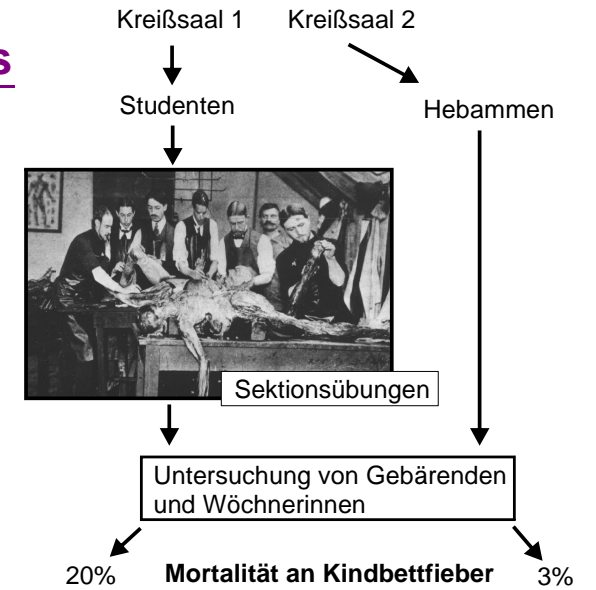 Kreißsaal 1 Kreißsaal 2
s
Studenten
Hebammen
Sektionsübungen
Untersuchung von Gebärenden
und Wöchnerinnen
20% Mortalität an Kindbettfieber 3%